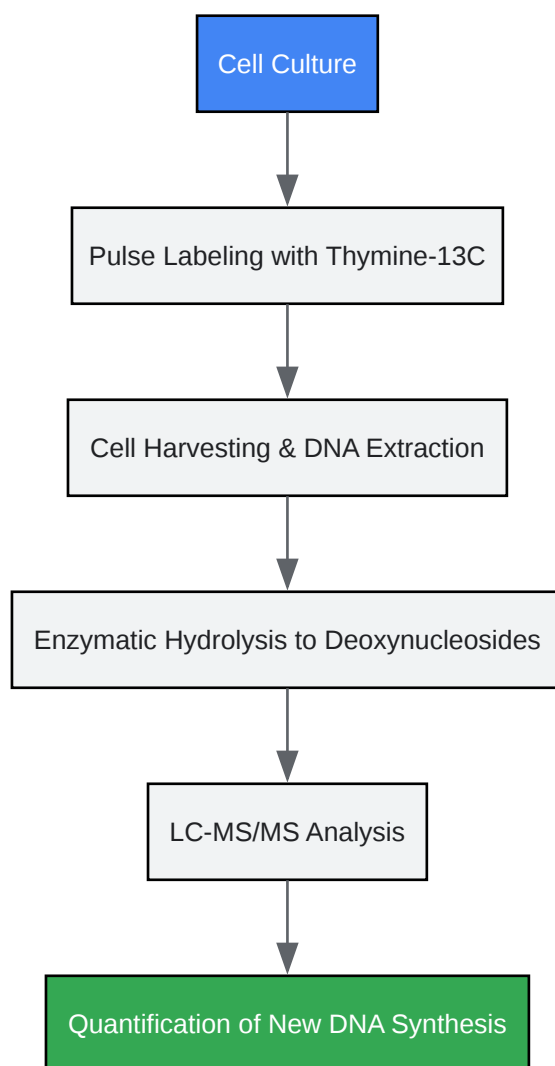 Cell Culture
Pulse Labeling with Thymine-13C
Cell Harvesting & DNA Extraction
Enzymatic Hydrolysis to Deoxynucleosides
LC-MS/MS Analysis
Quantification of New DNA Synthesis